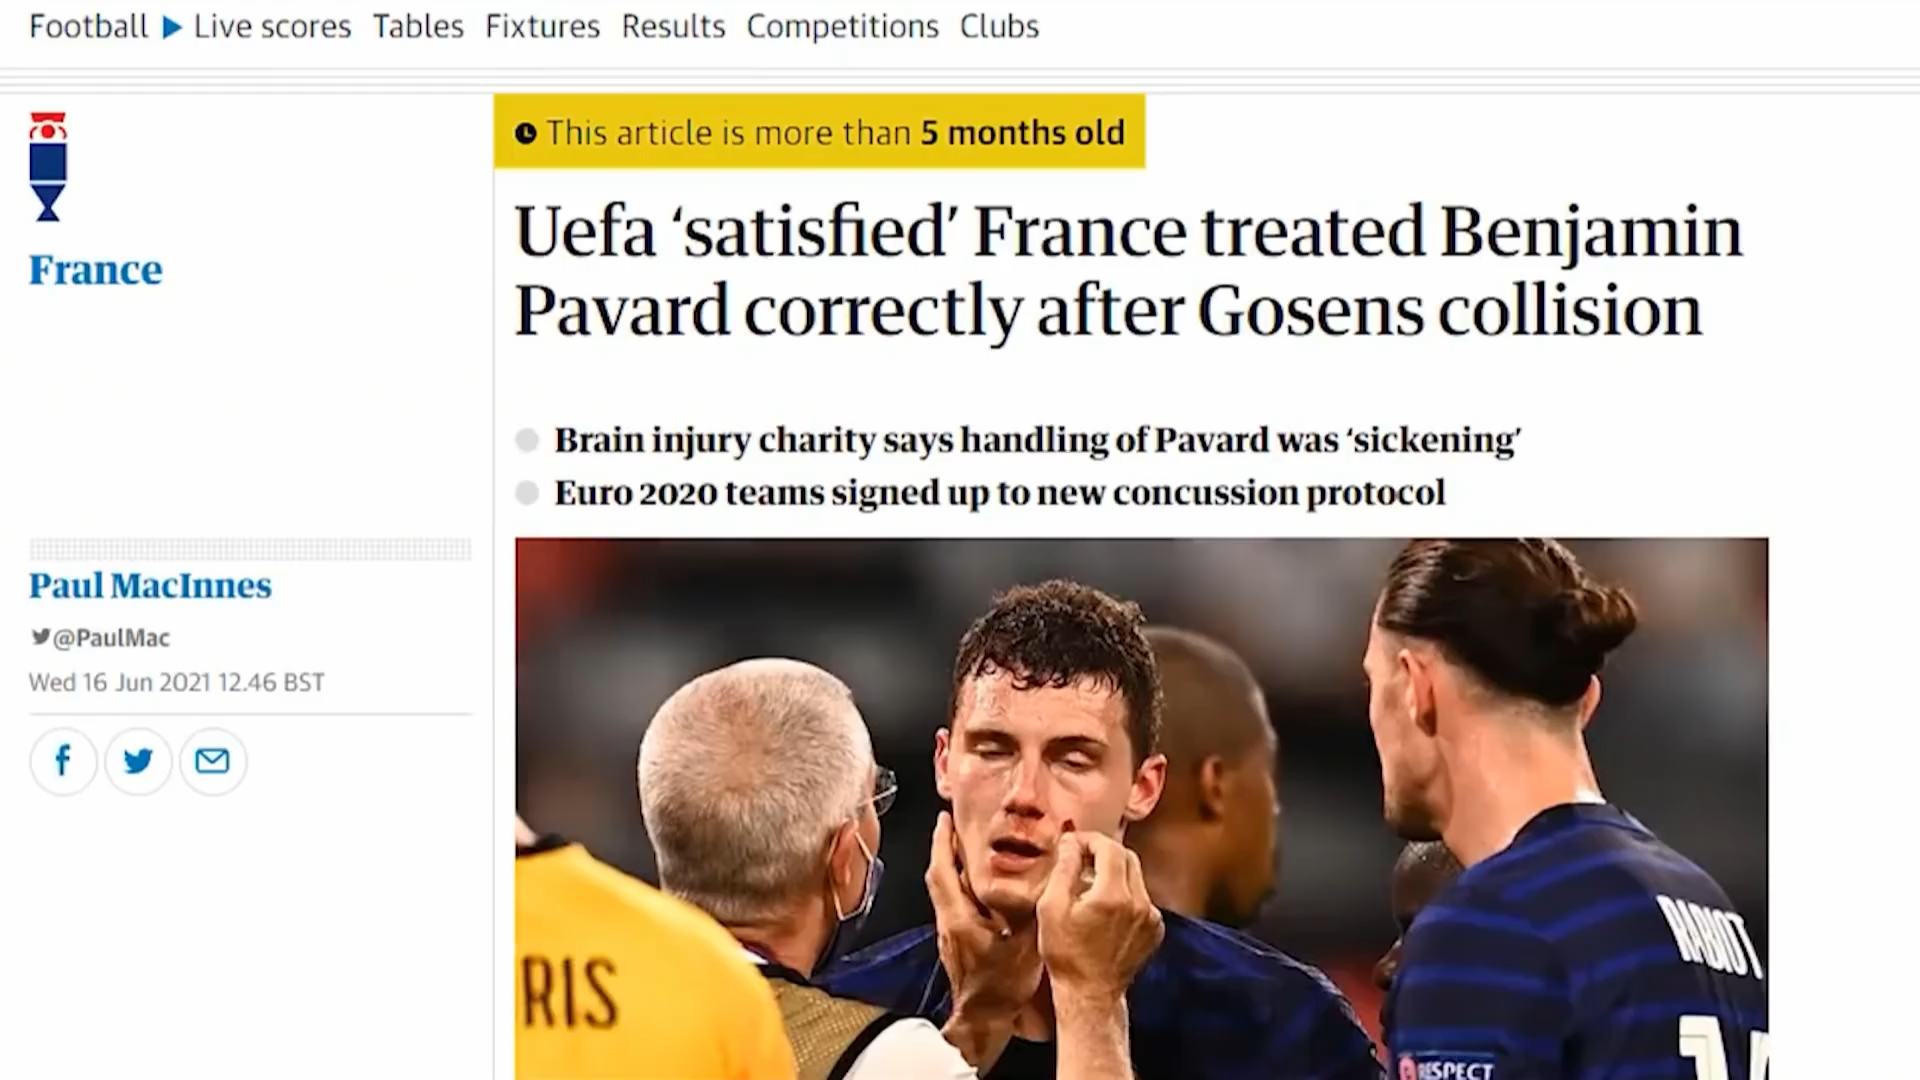 Football ▶ Live scores Tables Fixtures Results Competitions Clubs
This article is more than 5 months old
France
Uefa ‘satisfied’ France treated Benjamin
Pavard correctly after Gosens collision
Brain injury charity says handling of Pavard was ‘sickening’
Euro 2020 teams signed up to new concussion protocol
Paul MacInnes
@PaulMac
Wed 16 Jun 2021 12.46 BST
RIS
RABIOT
RESPECT